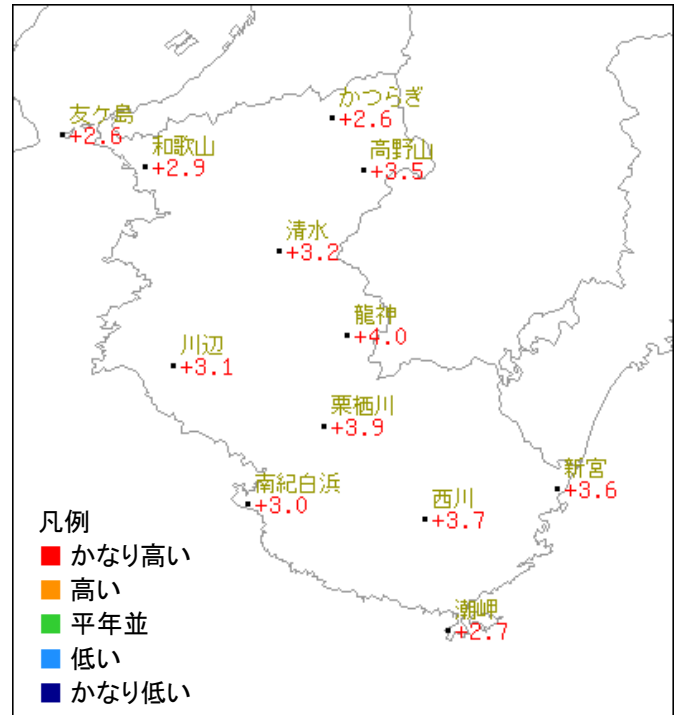 かつらぎ
+2.6
友ケ島
+2.6
和歌山
+2.9
高野山
+3.5
清水
+3.2
龍神
+4.0
川辺
+3.1
栗栖川
+3.9
新宮
+3.6
南紀白浜
+3.0
西川
+3.7
潮岬
+2.7
凡例
かなり高い
高い
平年並
低い
かなり低い